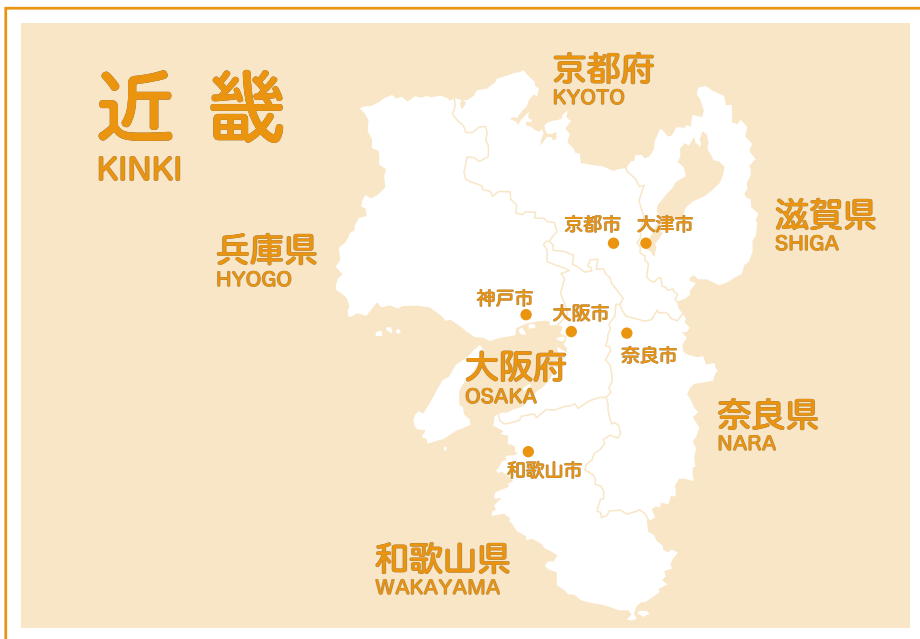 近畿
KINKI
京都府
KYOTO
滋賀県
SHIGA
京都市
大津市
兵庫県
HYOGO
神戸市
大阪市
奈良市
大阪府
OSAKA
奈良県
NARA
和歌山市
和歌山県
WAKAYAMA